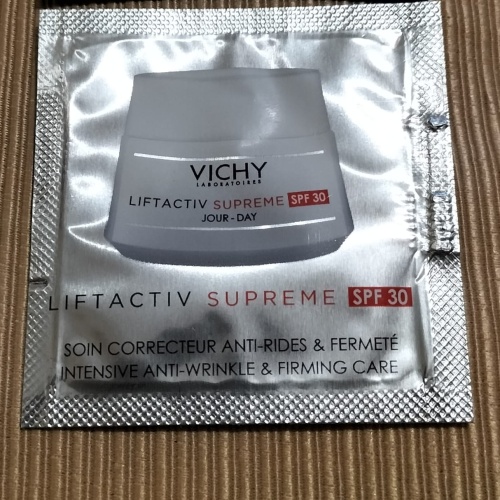 VICHY
LABORATOIRES
LIFTACTIV SUPREME SPF 30
JOUR - DAY
LIFTACTIV SUPREME SPF 30
SOIN CORRECTEUR ANTI-RIDES & FERMETÉ
INTENSIVE ANTI-WRINKLE & FIRMING CARE